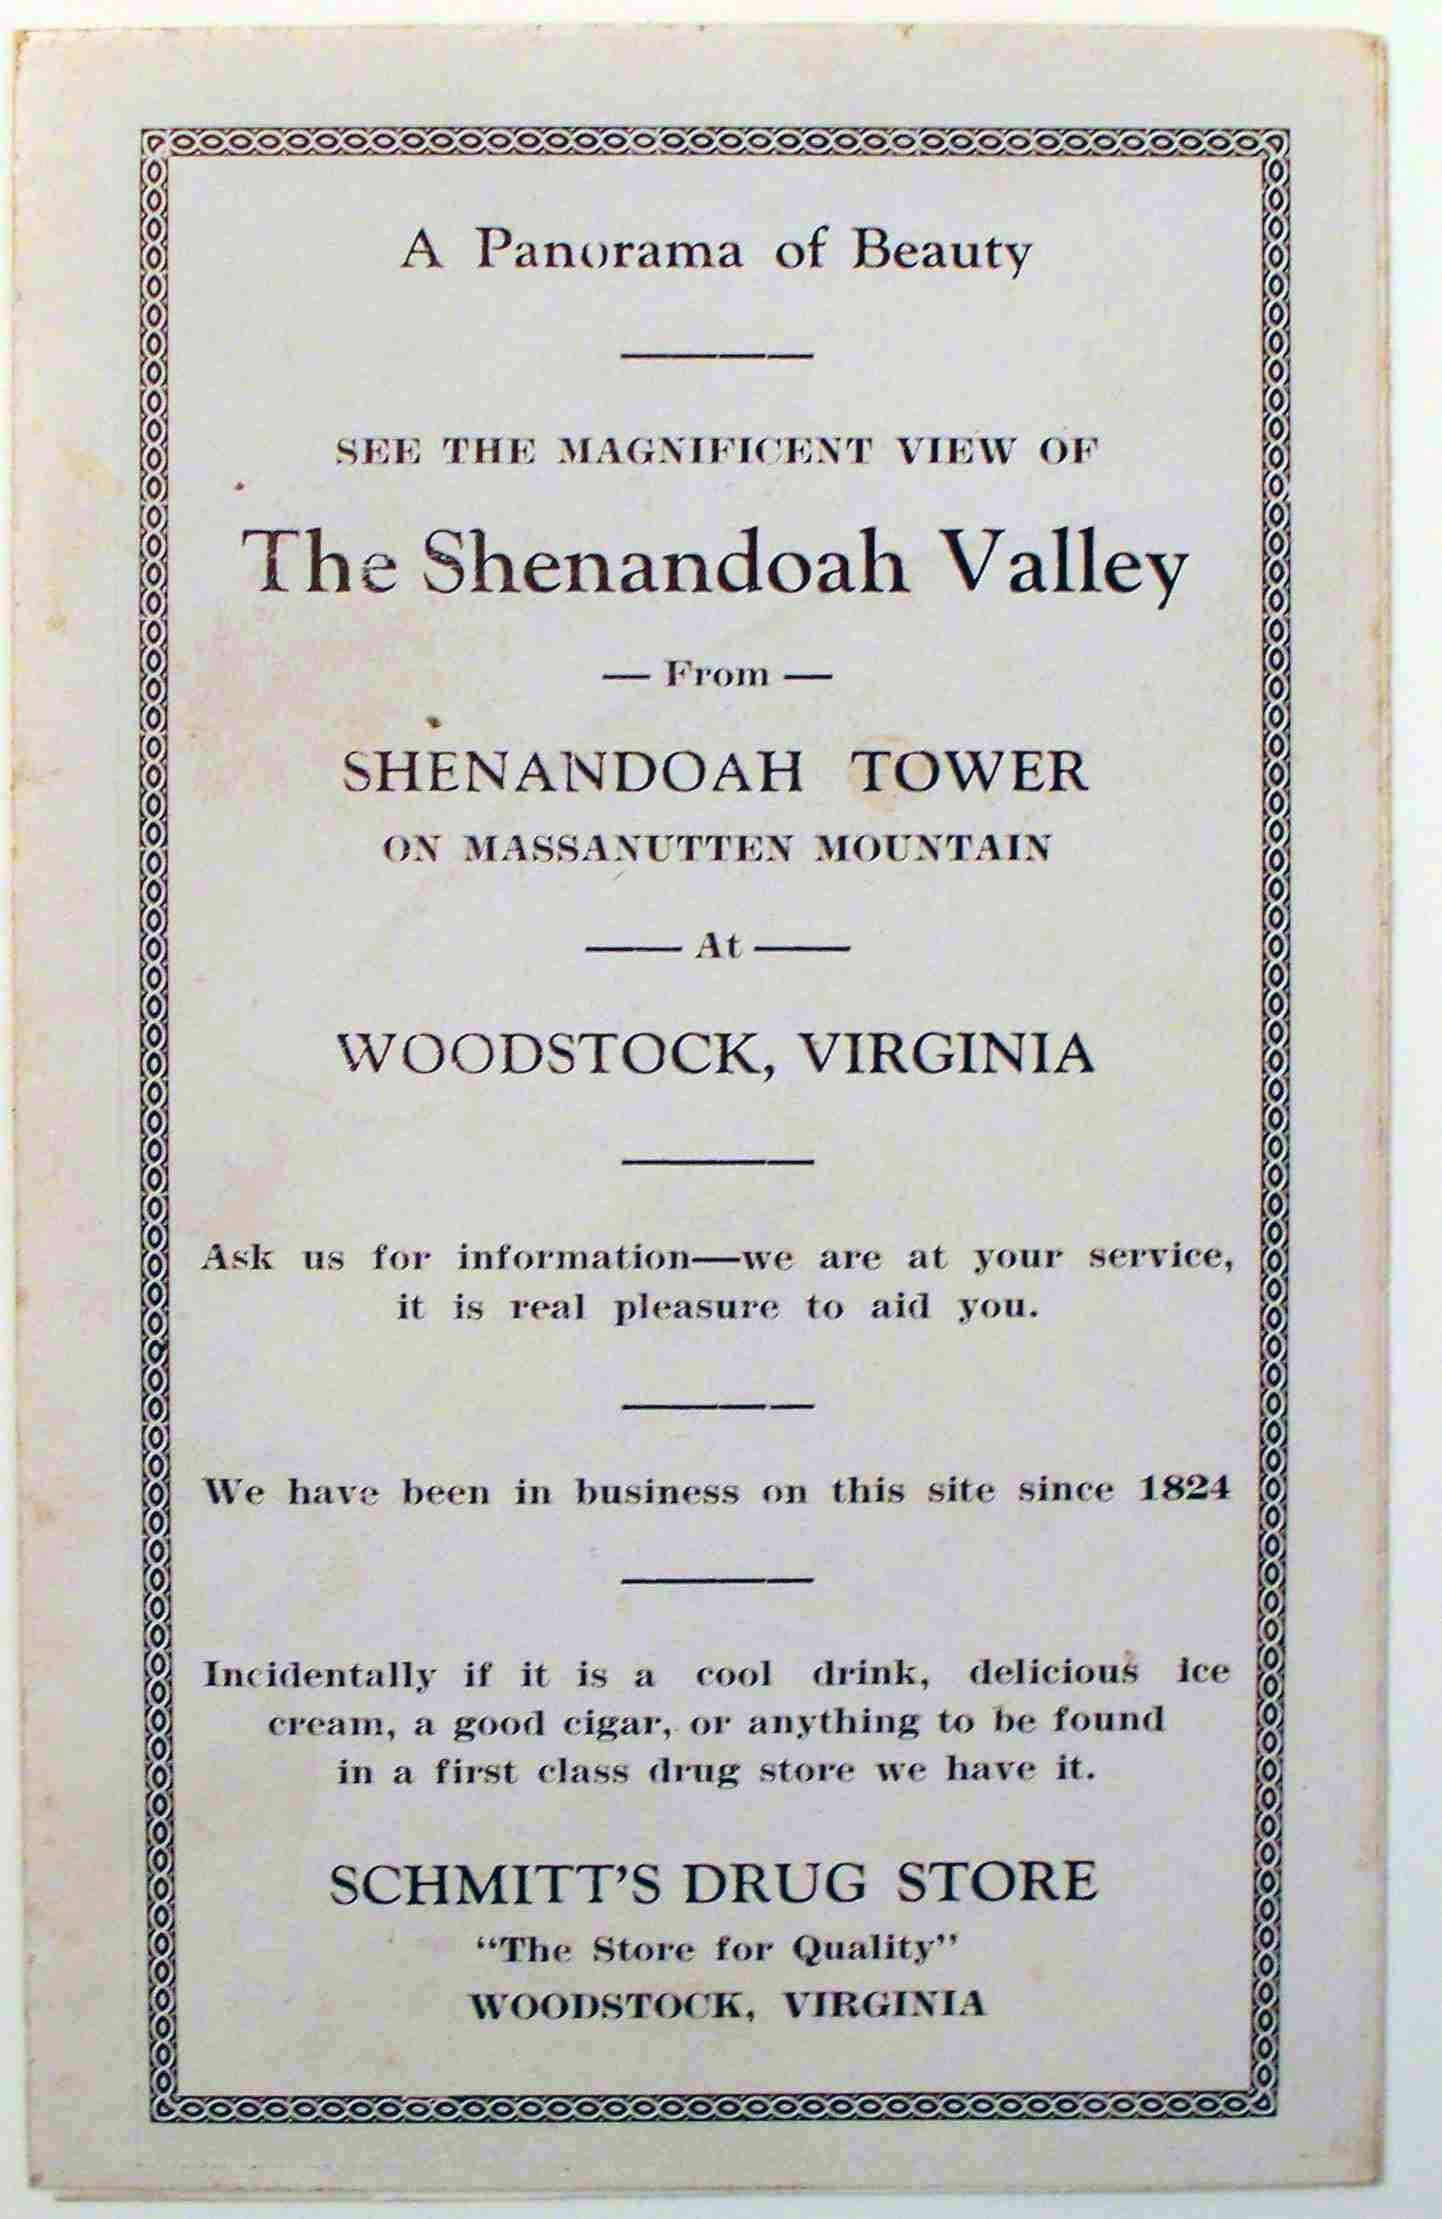 A Panorama of Beauty
SEE THE MAGNIFICENT VIEW OF
The Shenandoah Valley
— From —
SHENANDOAH TOWER
ON MASSANUTTEN MOUNTAIN
—— At ——
WOODSTOCK, VIRGINIA
Ask us for information—we are at your service,
it is real pleasure to aid you.
We have been in business on this site since 1824
Incidentally if it is a cool drink, delicious ice
cream, a good cigar, or anything to be found
in a first class drug store we have it.
SCHMITT'S DRUG STORE
"The Store for Quality"
WOODSTOCK, VIRGINIA